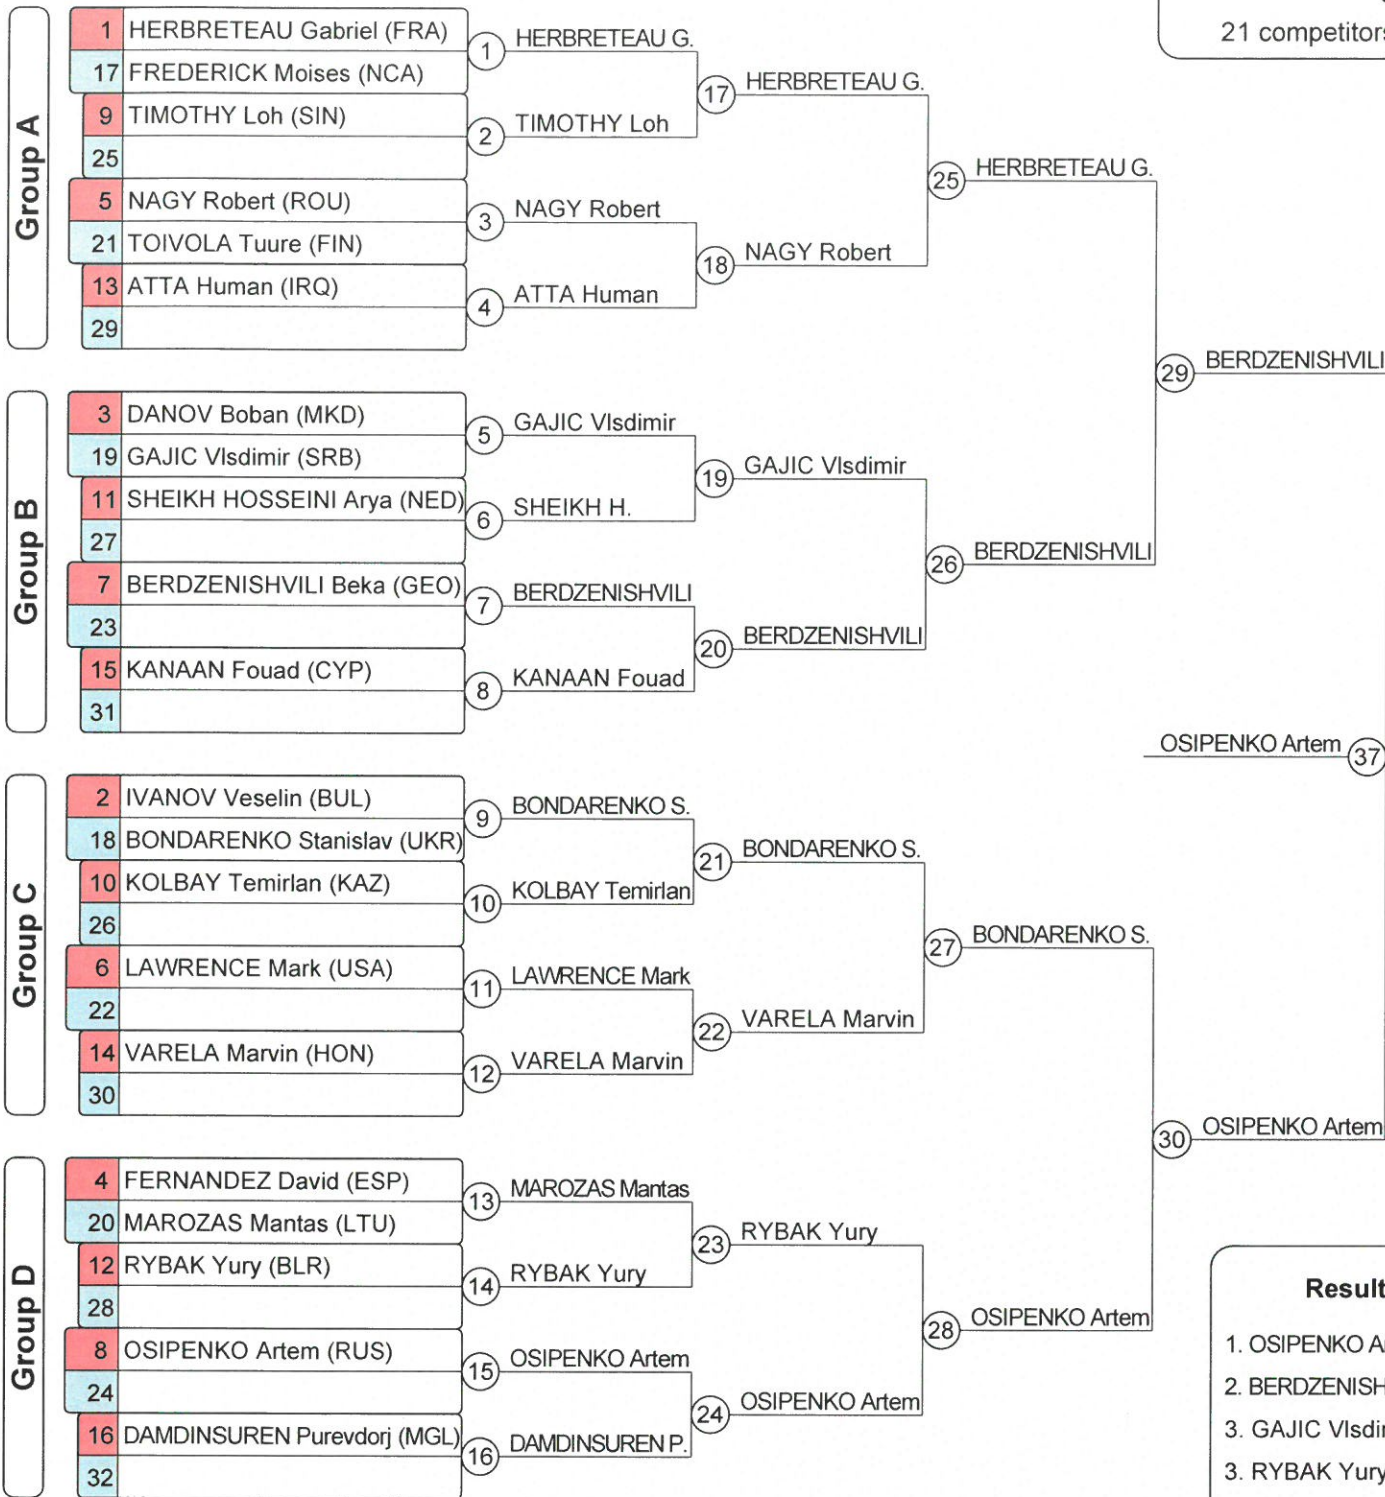 21 competitors
Group A
1 HERBRETEAU Gabriel (FRA)
17 FREDERICK Moises (NCA)
9 TIMOTHY Loh (SIN)
25
5 NAGY Robert (ROU)
21 TOIVOLA Tuure (FIN)
13 ATTA Human (IRQ)
29
1 HERBRETEAU G.
2 TIMOTHY Loh
3 NAGY Robert
4 ATTA Human
17 HERBRETEAU G.
18 NAGY Robert
25 HERBRETEAU G.
Group B
3 DANOV Boban (MKD)
19 GAJIC Vlsdimir (SRB)
11 SHEIKH HOSSEINI Arya (NED)
27
7 BERDZENISHVILI Beka (GEO)
23
15 KANAAN Fouad (CYP)
31
5 GAJIC Vlsdimir
6 SHEIKH H.
7 BERDZENISHVILI
8 KANAAN Fouad
19 GAJIC Vlsdimir
20 BERDZENISHVILI
26 BERDZENISHVILI
29 BERDZENISHVILI
OSIPENKO Artem 37
Group C
2 IVANOV Veselin (BUL)
18 BONDARENKO Stanislav (UKR)
10 KOLBAY Temirlan (KAZ)
26
6 LAWRENCE Mark (USA)
22
14 VARELA Marvin (HON)
30
9 BONDARENKO S.
10 KOLBAY Temirlan
11 LAWRENCE Mark
12 VARELA Marvin
21 BONDARENKO S.
22 VARELA Marvin
27 BONDARENKO S.
30 OSIPENKO Artem
Group D
4 FERNANDEZ David (ESP)
20 MAROZAS Mantas (LTU)
12 RYBAK Yury (BLR)
28
8 OSIPENKO Artem (RUS)
24
16 DAMDINSUREN Purevdorj (MGL)
32
13 MAROZAS Mantas
14 RYBAK Yury
15 OSIPENKO Artem
16 DAMDINSUREN P.
23 RYBAK Yury
24 OSIPENKO Artem
28 OSIPENKO Artem
Result
1. OSIPENKO A
2. BERDZENISH
3. GAJIC Vlsdi
3. RYBAK Yury